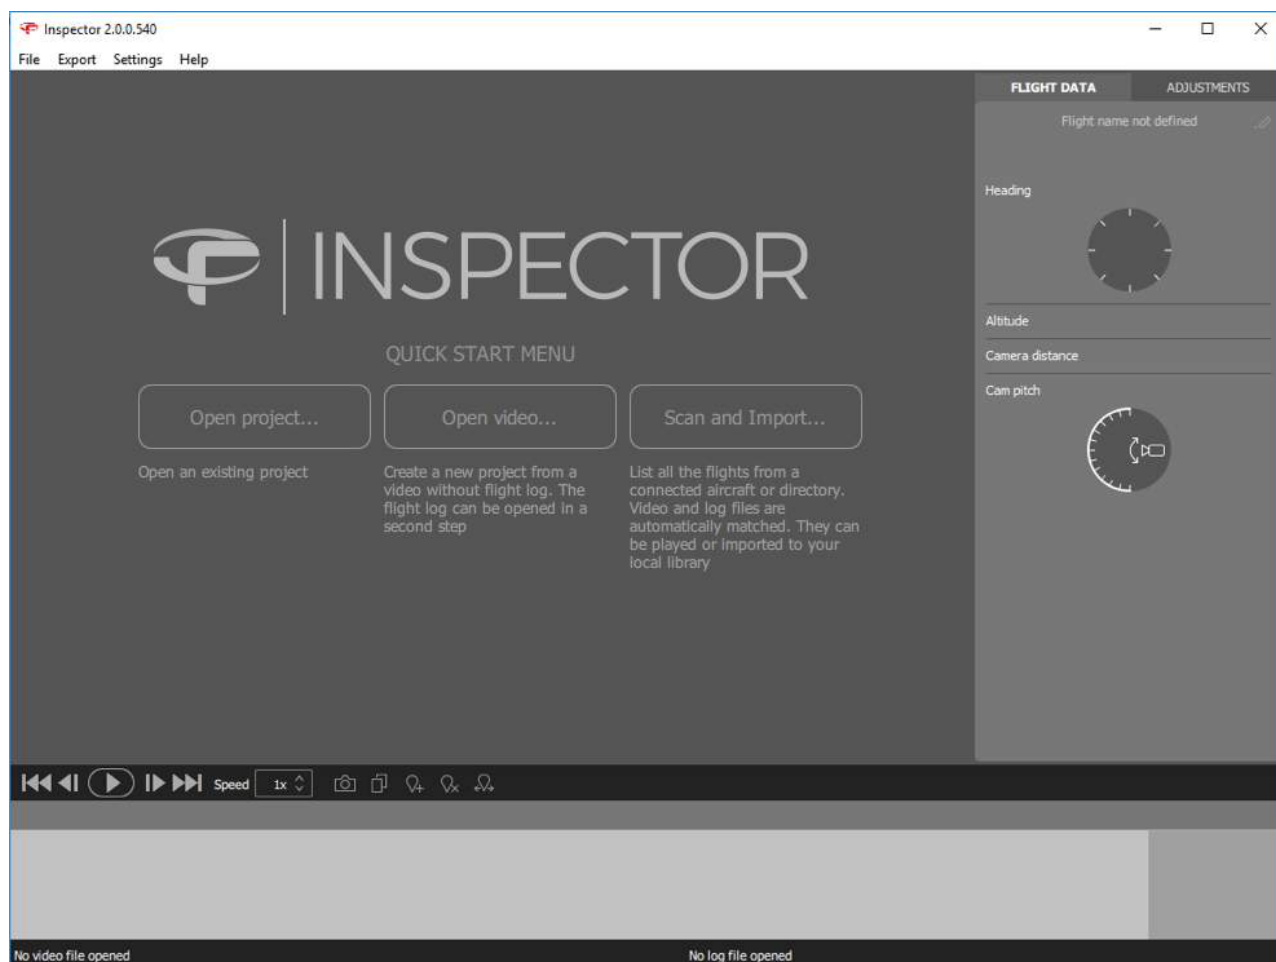 Inspector 2.0.0.540
File Export Settings Help
FLIGHT DATA ADJUSTMENTS
Flight name not defined
Heading
INSPECTOR
Altitude
QUICK START MENU
Camera distance
Cam pitch
Open project...
Open an existing project
Open video...
Create a new project from a
video without flight log. The
flight log can be opened in a
second step
Scan and Import...
List all the flights from a
connected aircraft or directory.
Video and log files are
automatically matched. They can
be played or imported to your
local library
Speed 1x
No video file opened
No log file opened